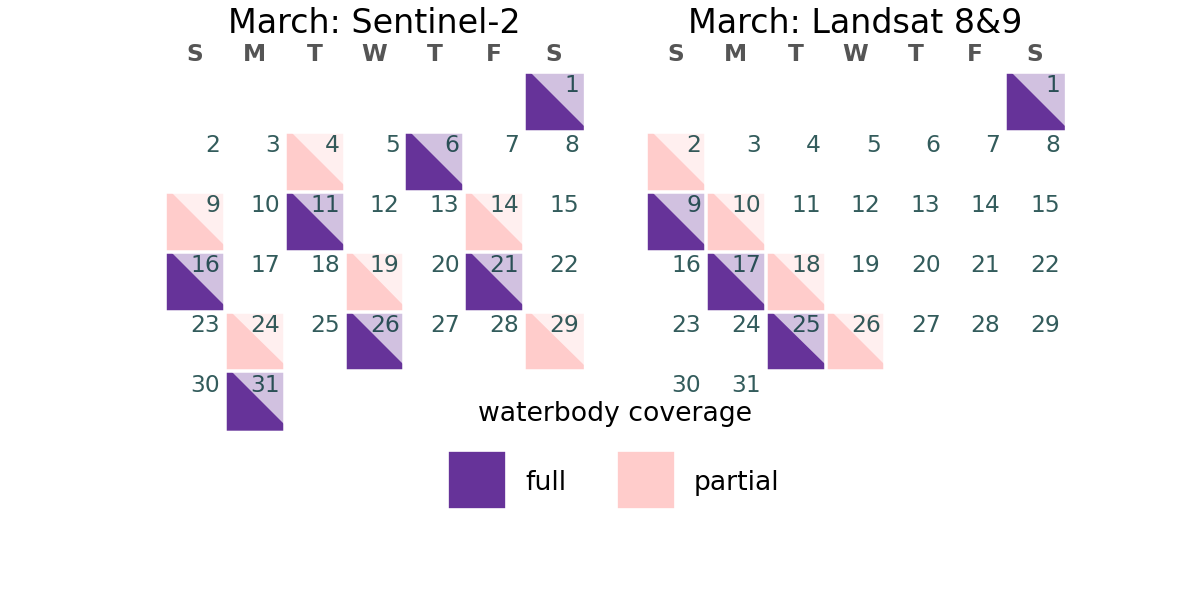 March: Sentinel-2
S M T W T F S
1
2 3 4 5 6 7 8
9 10 11 12 13 14 15
16 17 18 19 20 21 22
23 24 25 26 27 28 29
30 31
March: Landsat 8&9
S M T W T F S
1
2 3 4 5 6 7 8
9 10 11 12 13 14 15
16 17 18 19 20 21 22
23 24 25 26 27 28 29
30 31
waterbody coverage
full partial